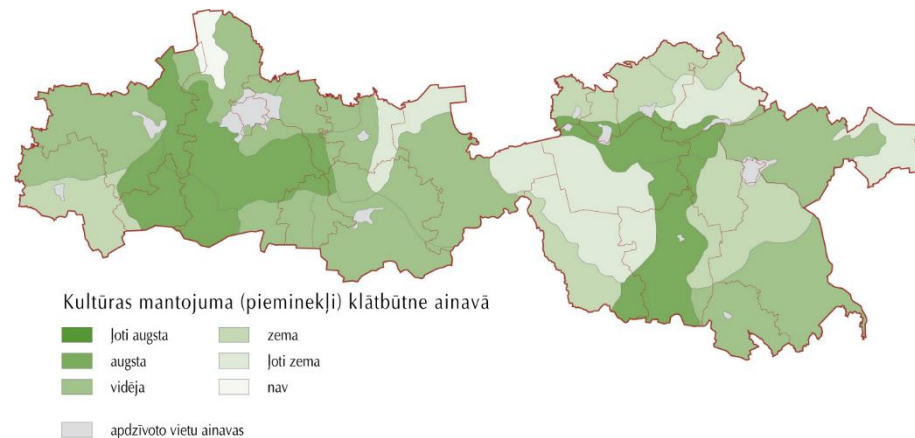 Kultūras mantojuma (pieminekļi) klātbūtne ainavā
ļoti augsta
augsta
vidēja
zema
ļoti zema
nav
apdzīvoto vietu ainavas